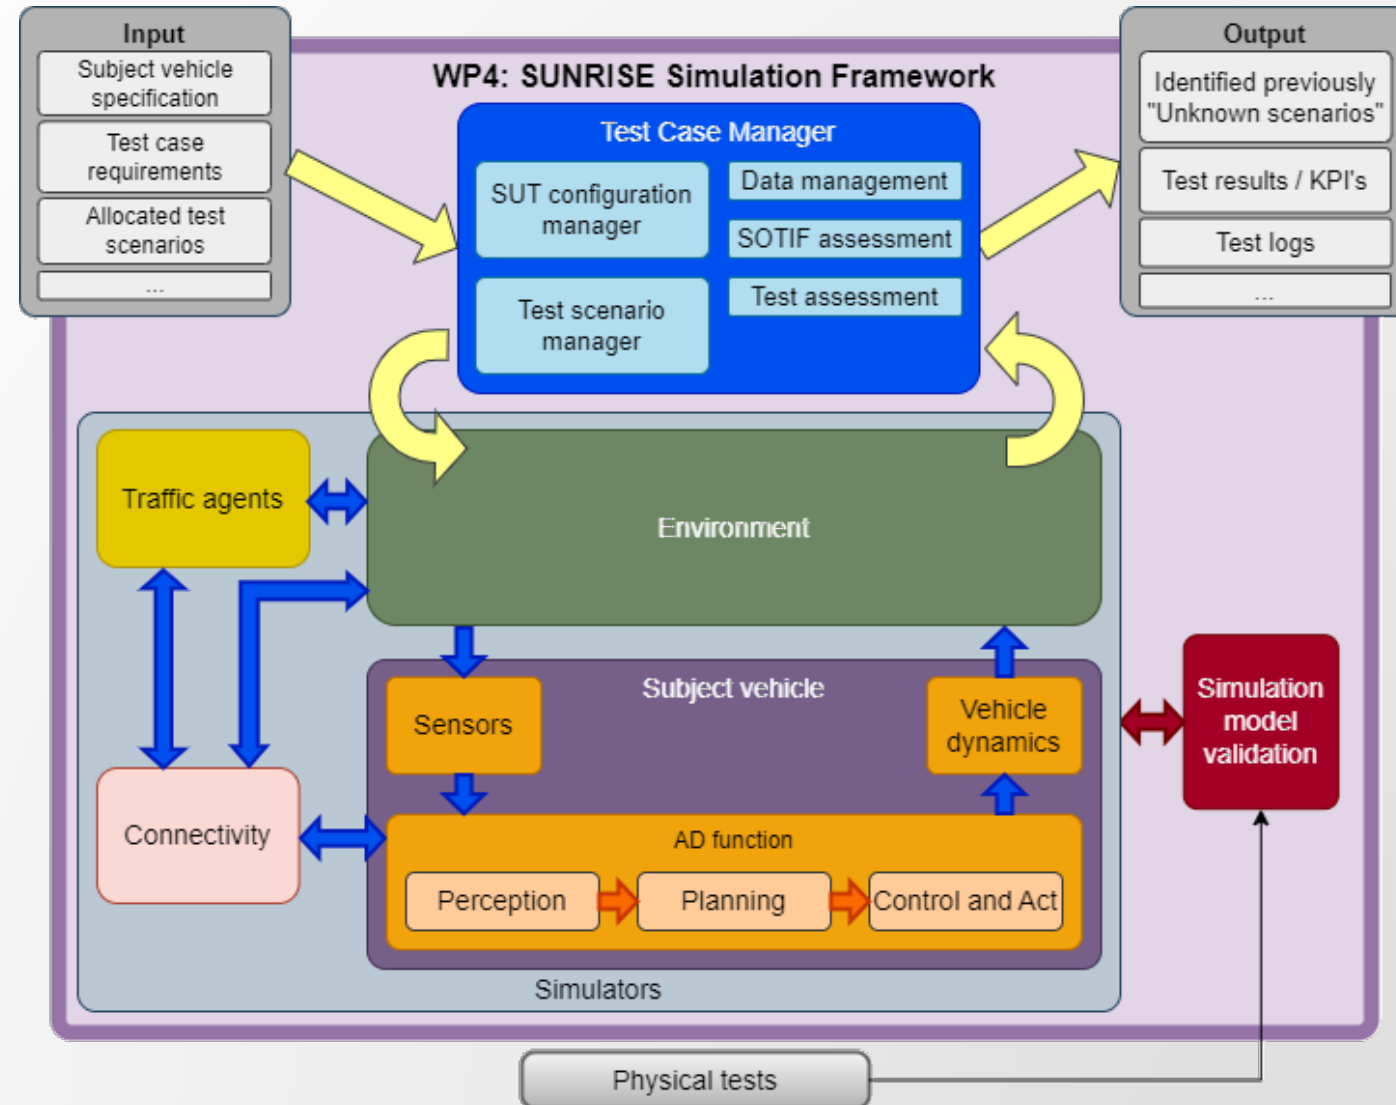 Input
Subject vehicle
specification
Test case
requirements
Allocated test
scenarios
...
WP4: SUNRISE Simulation Framework
Test Case Manager
SUT configuration
manager
Test scenario
manager
Data management
SOTIF assessment
Test assessment
Output
Identified previously
"Unknown scenarios"
Test results / KPI's
Test logs
...
Traffic agents
Environment
Subject vehicle
Sensors
Vehicle
dynamics
Connectivity
AD function
Perception
Planning
Control and Act
Simulators
Simulation
model
validation
Physical tests